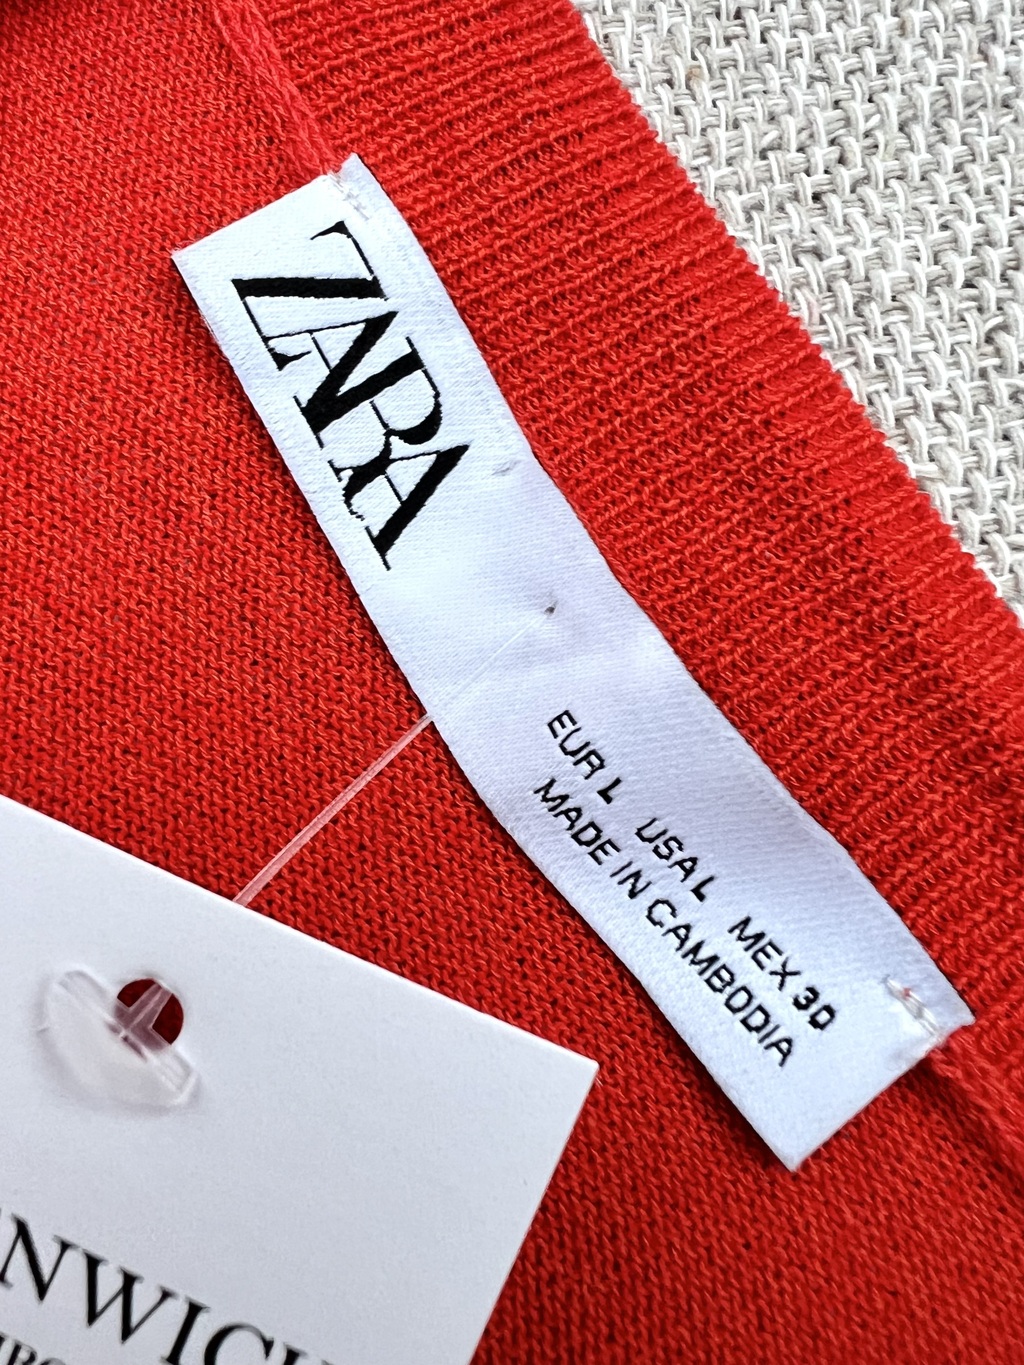 ZARA
EUR L USA L MEX 30
MADE IN CAMBODIA
NWICH